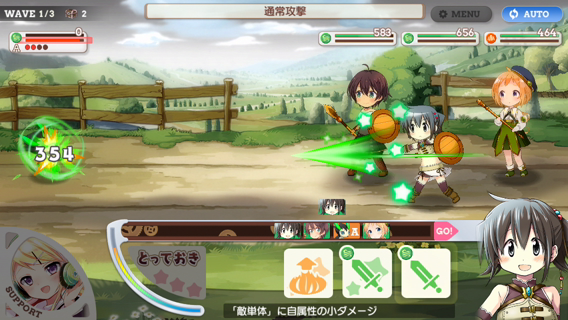 WAVE 1/3
2
通常攻撃
MENU
AUTO
0
A
583
656
464
354
A
GO!
とっておき
SUPPORT
「敵単体」に自属性の小ダメージ